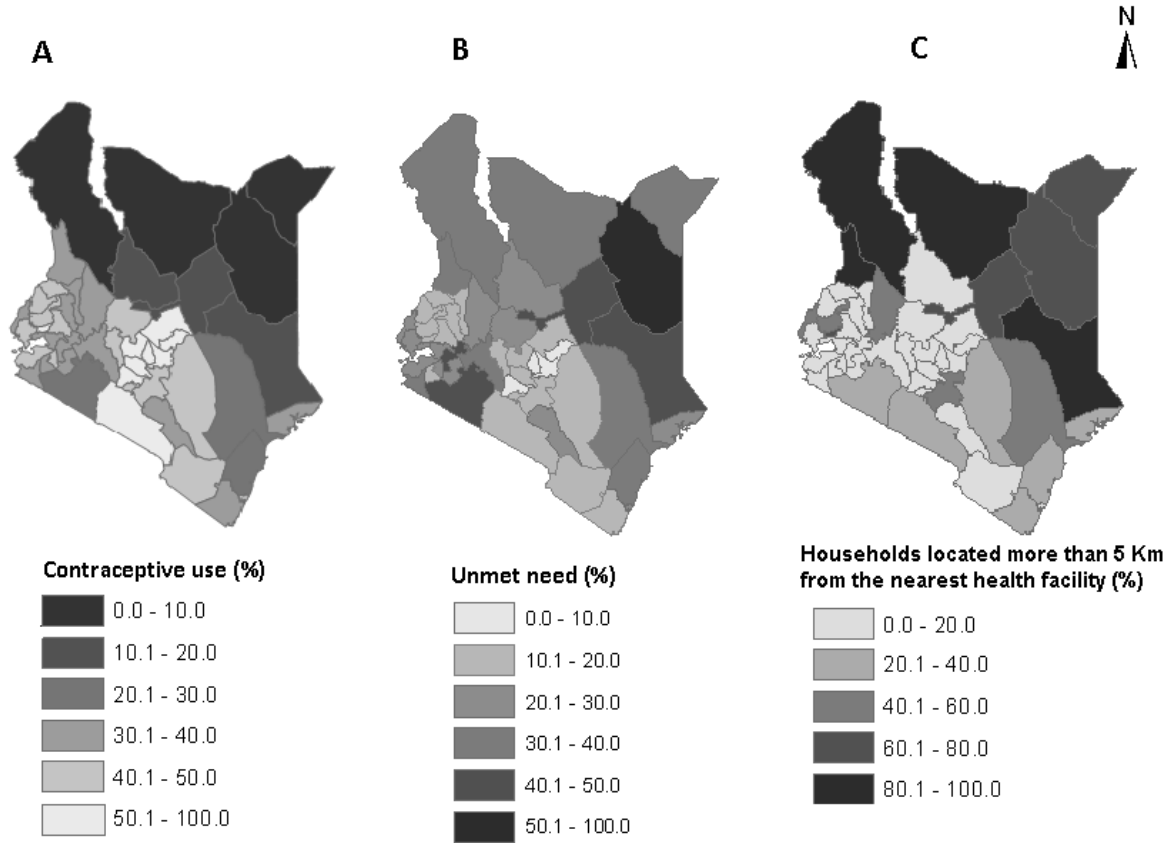 A
B
C
N
Contraceptive use (%)
0.0 - 10.0
10.1 - 20.0
20.1 - 30.0
30.1 - 40.0
40.1 - 50.0
50.1 - 100.0
Unmet need (%)
0.0 - 10.0
10.1 - 20.0
20.1 - 30.0
30.1 - 40.0
40.1 - 50.0
50.1 - 100.0
Households located more than 5 Km
from the nearest health facility (%)
0.0 - 20.0
20.1 - 40.0
40.1 - 60.0
60.1 - 80.0
80.1 - 100.0